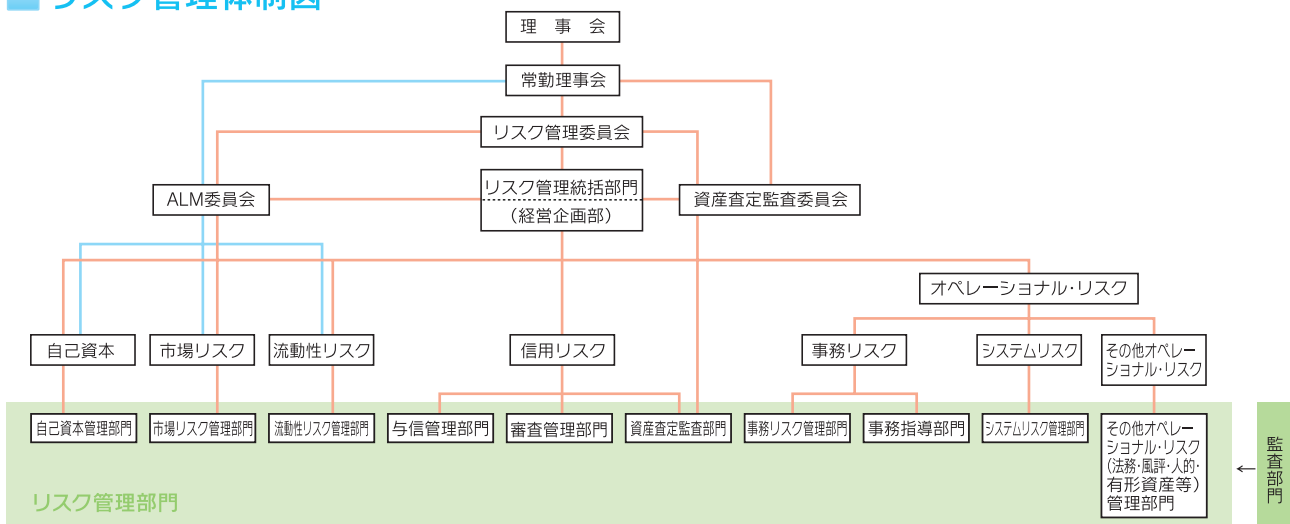 リスク管理体制図
理　事　会
常勤理事会
リスク管理委員会
ALM委員会
リスク管理統括部門
（経営企画部）
資産査定監査委員会
オペレーショナル・リスク
自己資本
市場リスク
流動性リスク
信用リスク
事務リスク
システムリスク
その他オペレー
ショナル・リスク
自己資本管理部門
市場リスク管理部門
流動性リスク管理部門
与信管理部門
審査管理部門
資産査定監査部門
事務リスク管理部門
事務指導部門
システムリスク管理部門
その他オペレー
ショナル・リスク
（法務・風評・人的・
有形資産等）
管理部門
監査部門
リスク管理部門